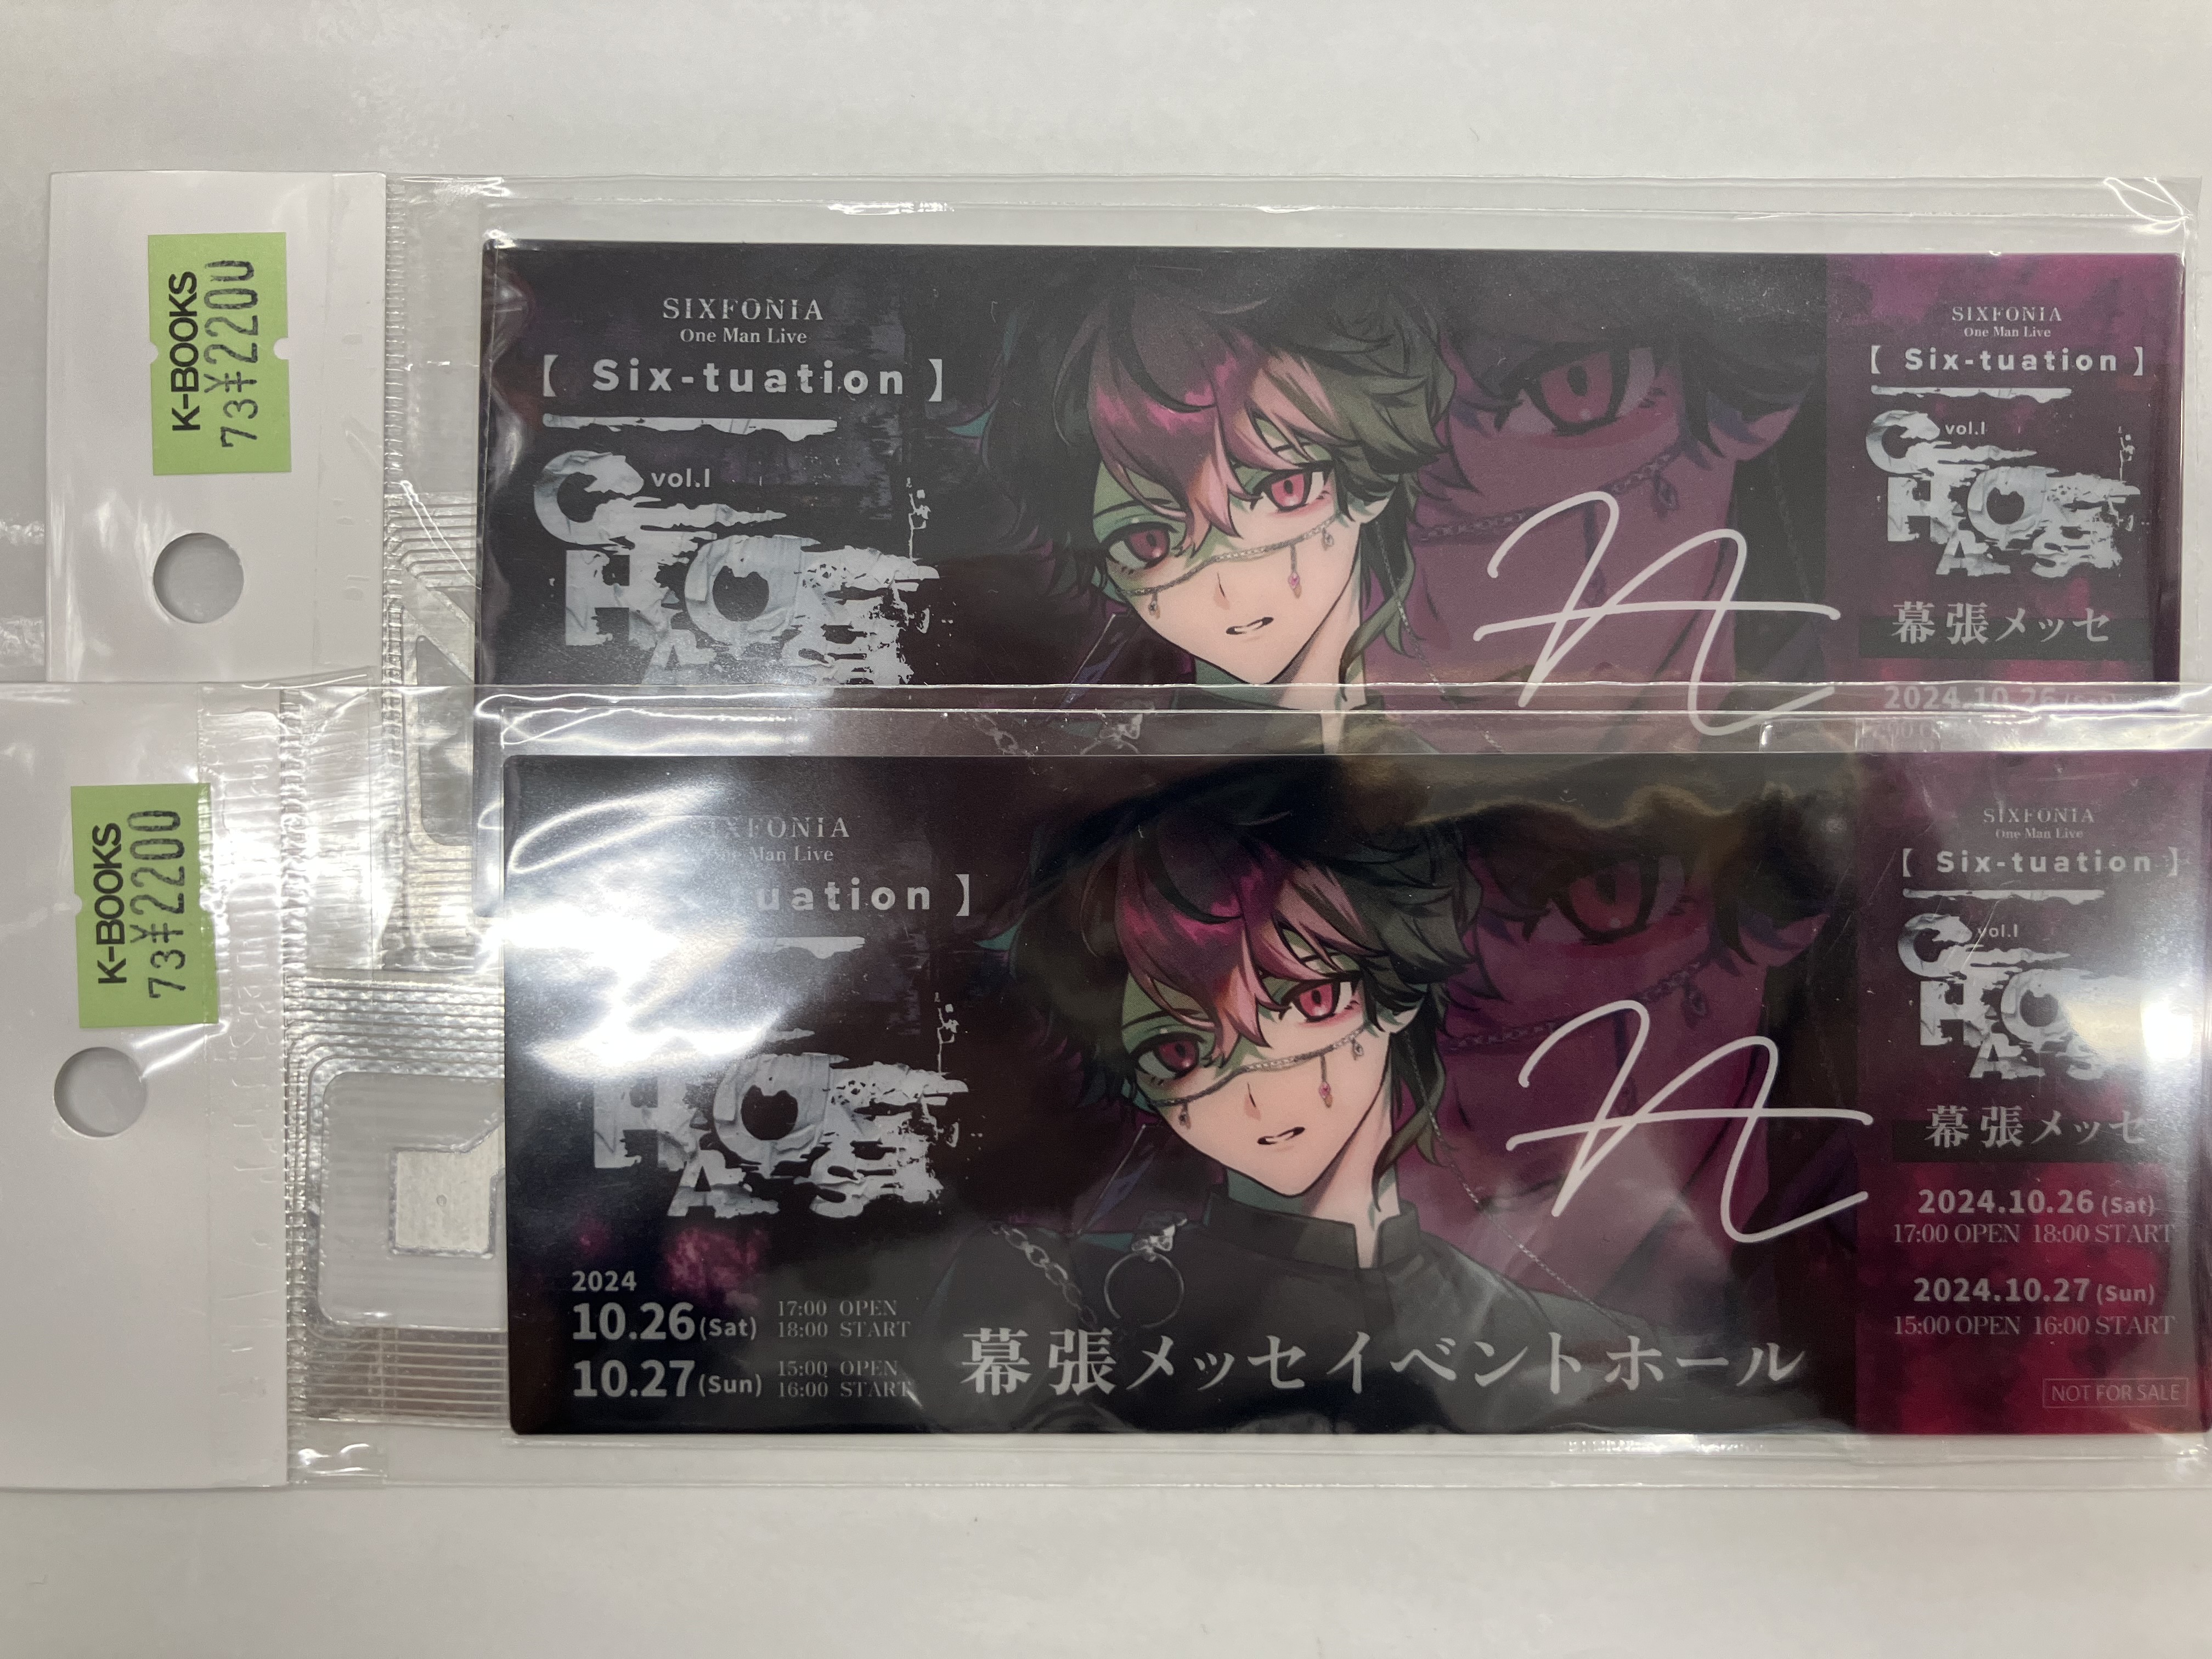 K-BOOKS
73¥2200
SIXFONIA
One Man Live
【 Six-tuation 】
vol.I
CHAOS
SIXFONIA
One Man Live
【 Six-tuation 】
vol.I
CHAOS
幕張メッセ
2024.10.26
K-BOOKS
73¥2200
SIXFONIA
One Man Live
tuation 】
HAOS
2024
10.26(Sat) 17:00 OPEN
18:00 START
10.27(Sun) 15:00 OPEN
16:00 START
幕張メッセイベントホール
SIXFONIA
One Man Live
【 Six-tuation 】
vol.I
CHAOS
幕張メッセ
2024.10.26 (Sat)
17:00 OPEN 18:00 START
2024.10.27 (Sun)
15:00 OPEN 16:00 START
NOT FOR SALE